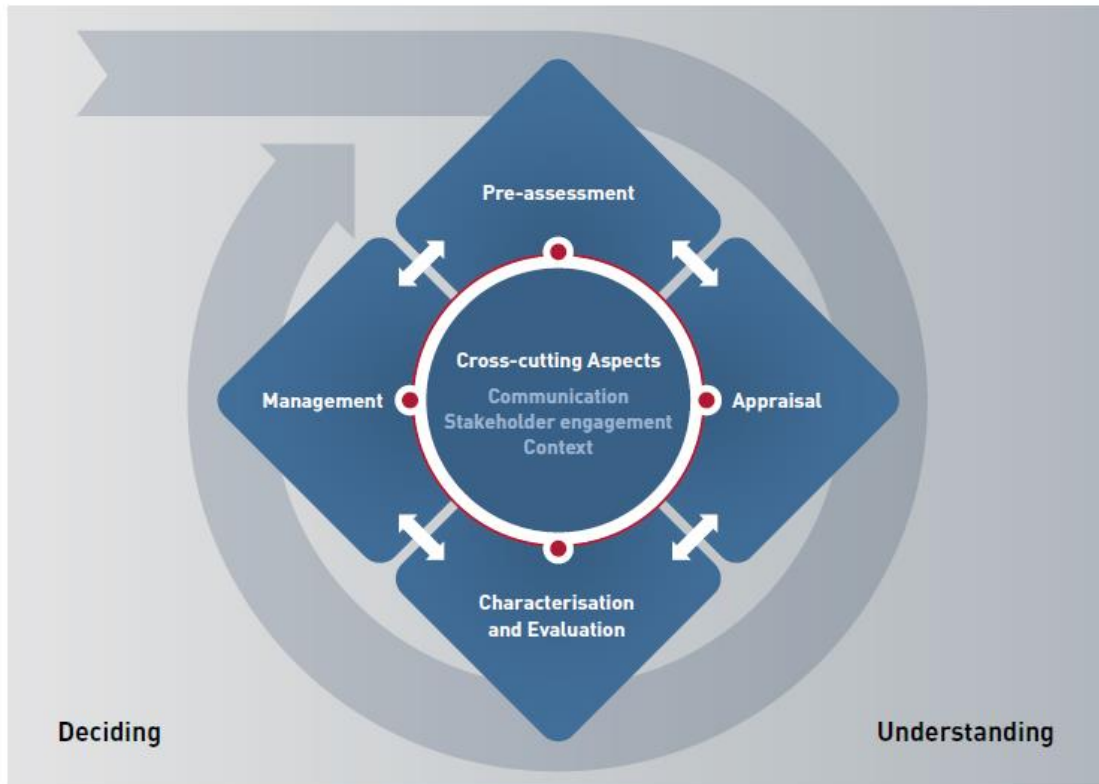 Pre-assessment
Cross-cutting Aspects
Communication
Stakeholder engagement
Context
Management
Appraisal
Characterisation
and Evaluation
Deciding
Understanding